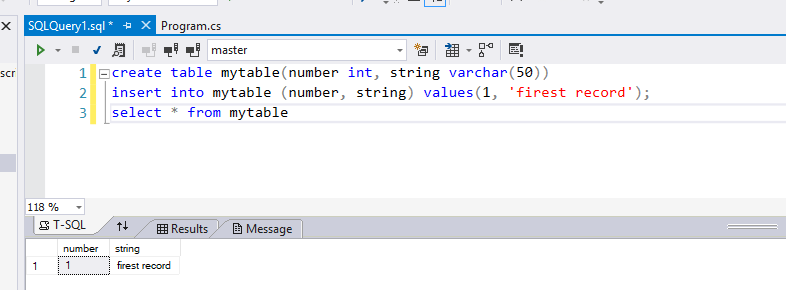 SQLQuery1.sql * Program.cs
scr
master
1 create table mytable(number int, string varchar(50))
2 insert into mytable (number, string) values(1, 'firest record');
3 select * from mytable
118 %
T-SQL Results Message
number string
1 1 firest record